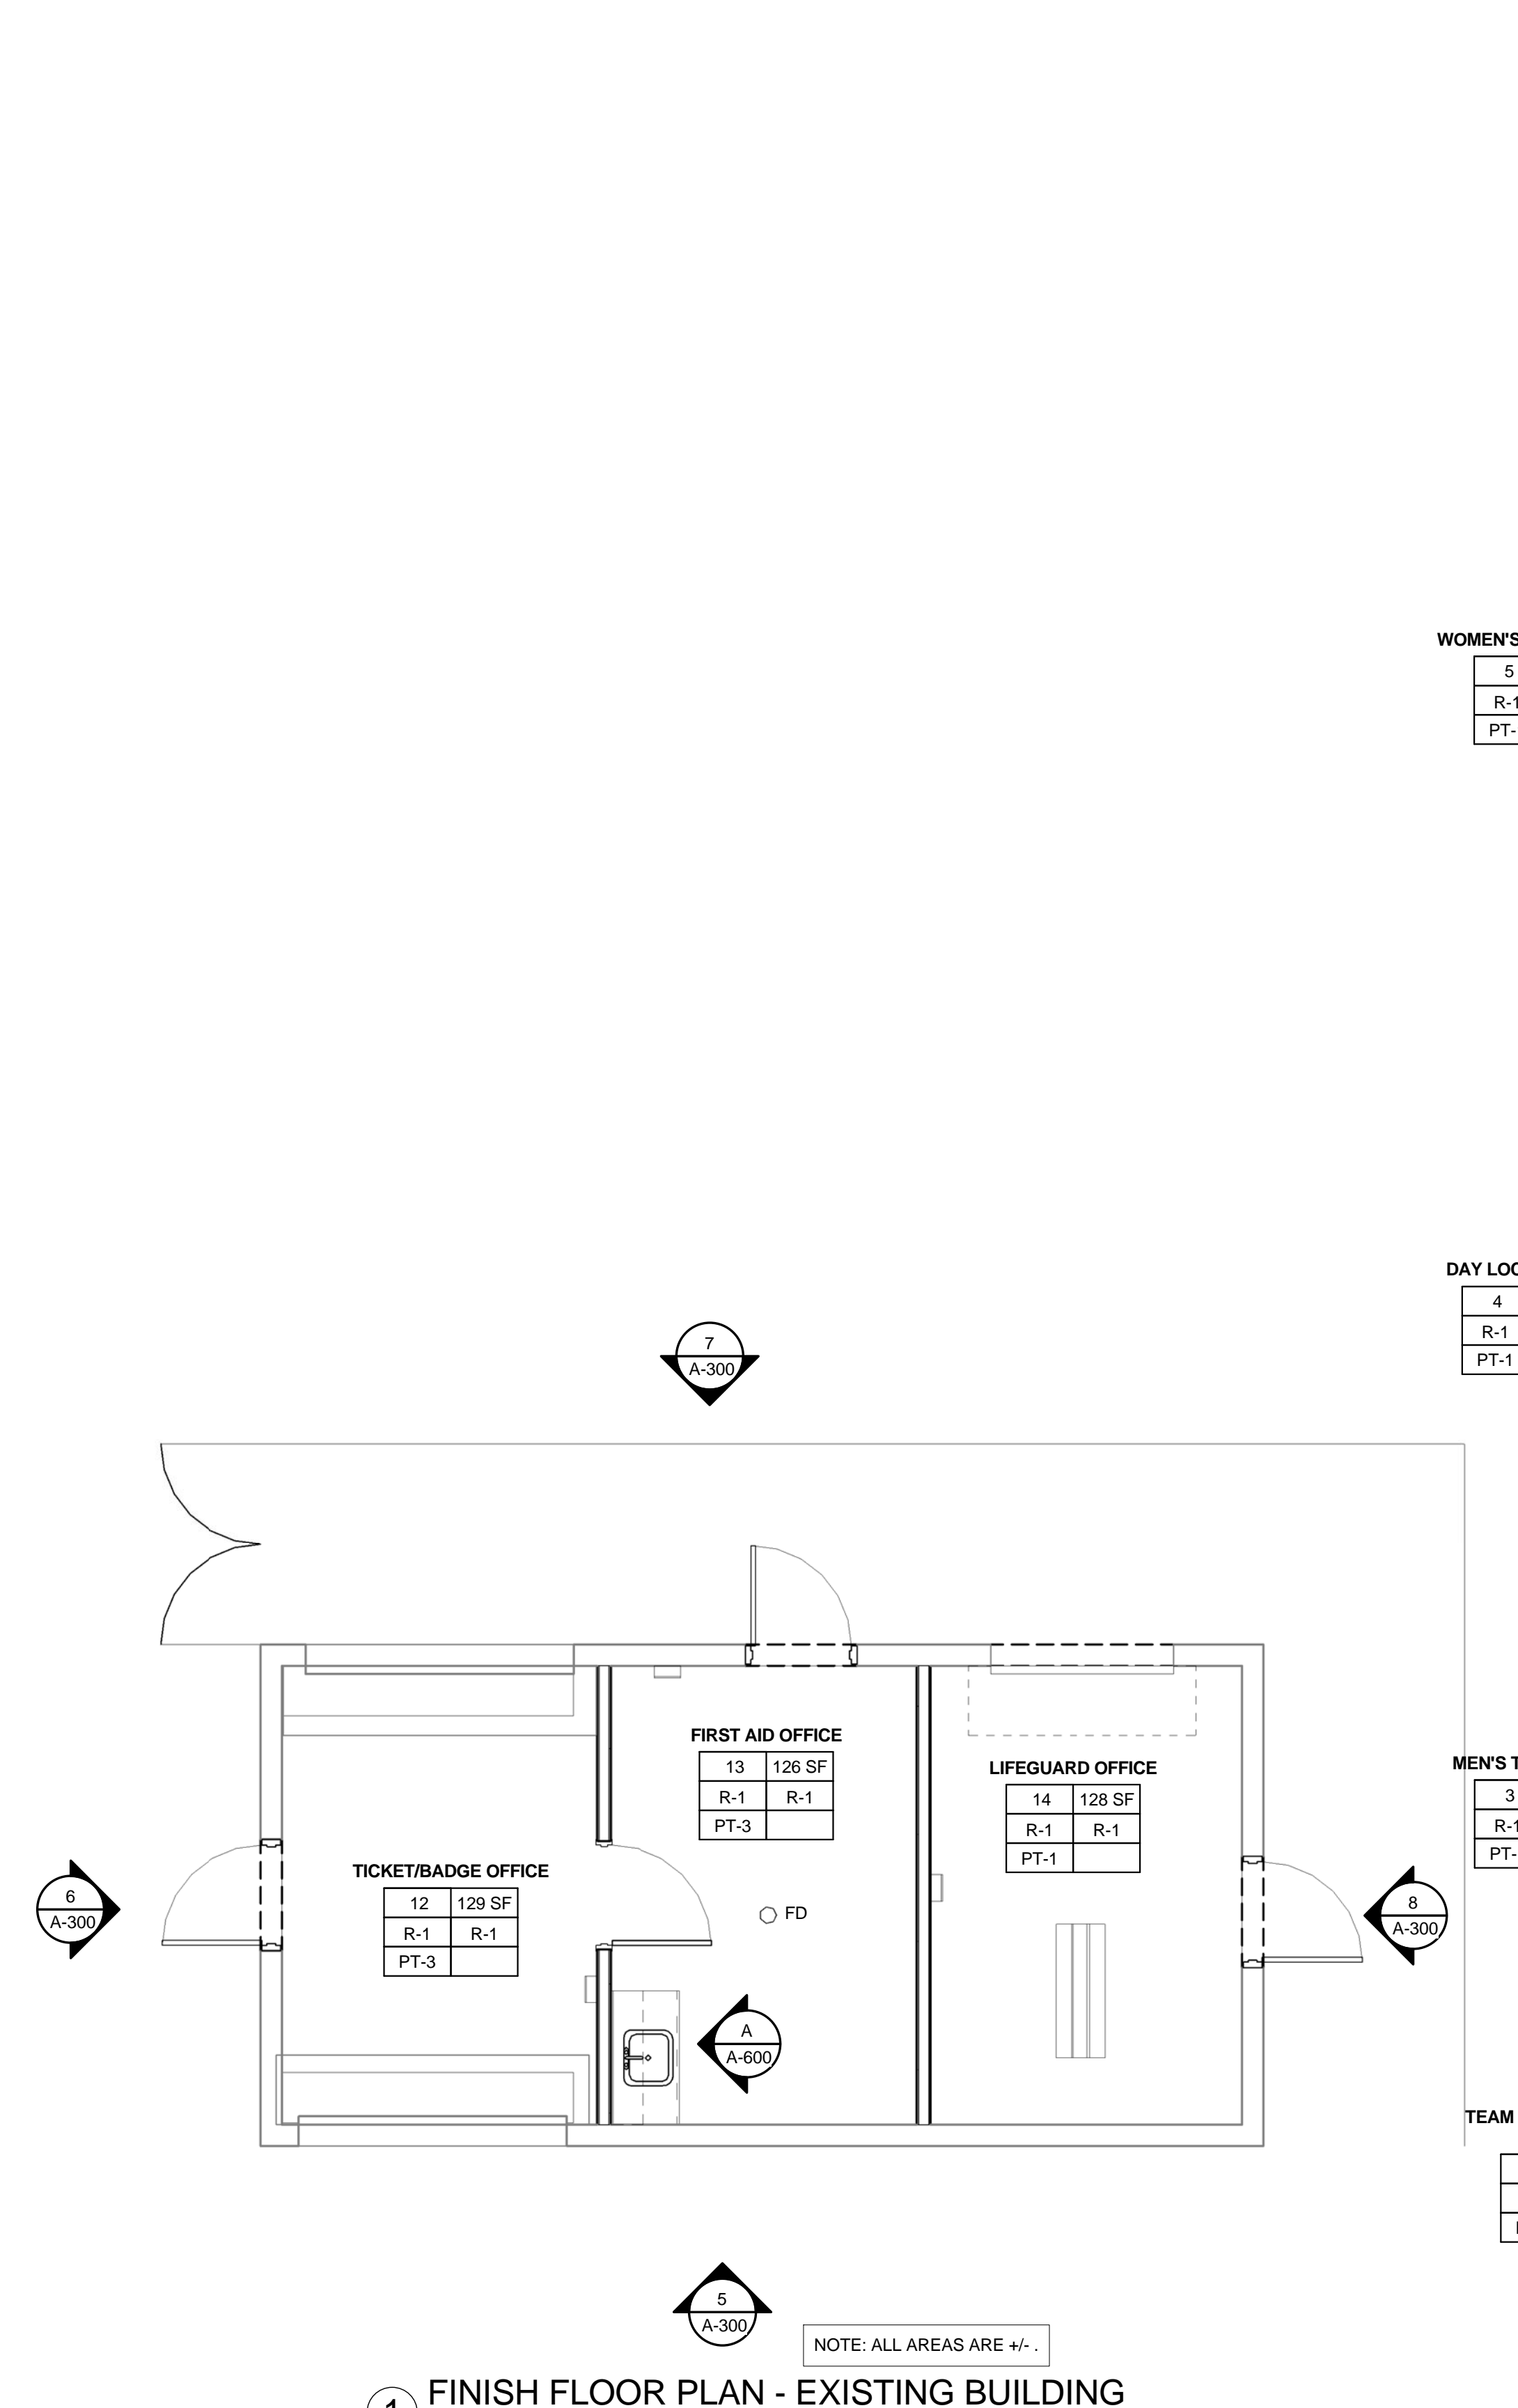 WOMEN'S
5
R-1
PT-
DAY LOC
4
R-1
PT-1
7
A-300
FIRST AID OFFICE
13 126 SF
R-1 R-1
PT-3
LIFEGUARD OFFICE
14 128 SF
R-1 R-1
PT-1
MEN'S T
3
R-1
PT-
TICKET/BADGE OFFICE
12 129 SF
R-1 R-1
PT-3
6
A-300
FD
8
A-300
A
A-600
TEAM
5
A-300
NOTE: ALL AREAS ARE +/- .
1 FINISH FLOOR PLAN - EXISTING BUILDING